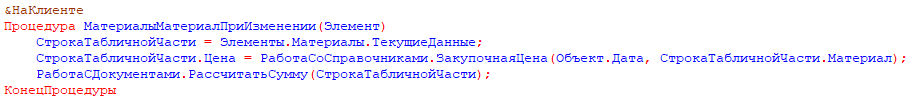 &НаКлиенте
Процедура МатериалыМатериалПриИзменении(Элемент)
    СтрокаТабличнойЧасти = Элементы.Материалы.ТекущиеДанные;
    СтрокаТабличнойЧасти.Цена = РаботаСоСправочниками.ЗакупочнаяЦена(Объект.Дата, СтрокаТабличнойЧасти.Материал);
    РаботаСДокументами.РассчитатьСумму(СтрокаТабличнойЧасти);
КонецПроцедуры